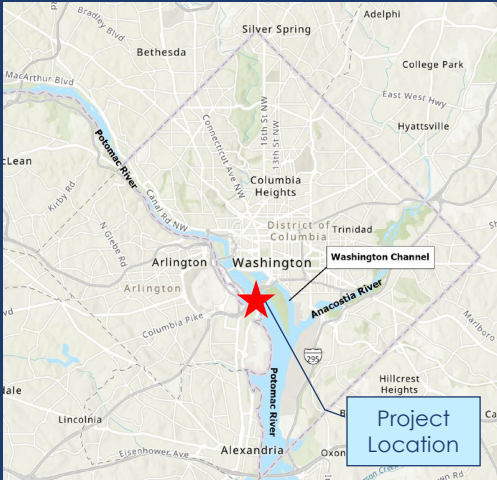 Adelphi
Silver Spring
Bradley Blvd
Bethesda
College Park
MacArthur Blvd
East West Hwy
16th St NW
13th St NW
Connecticut Ave NW
Hyattsville
Potomac River
cLean
Columbia
Heights
Kirby Rd
Canal Rd NW
N Glebe Rd
District of
Columbia
Trinidad
Arlington
Washington
Washington Channel
Arlington
Anacostia River
Columbia Pike
295
Marlboro
Hillcrest
Heights
Potomac River
dale
Lincolnia
Project
Location
Eisenhower Ave
Alexandria
Oxon